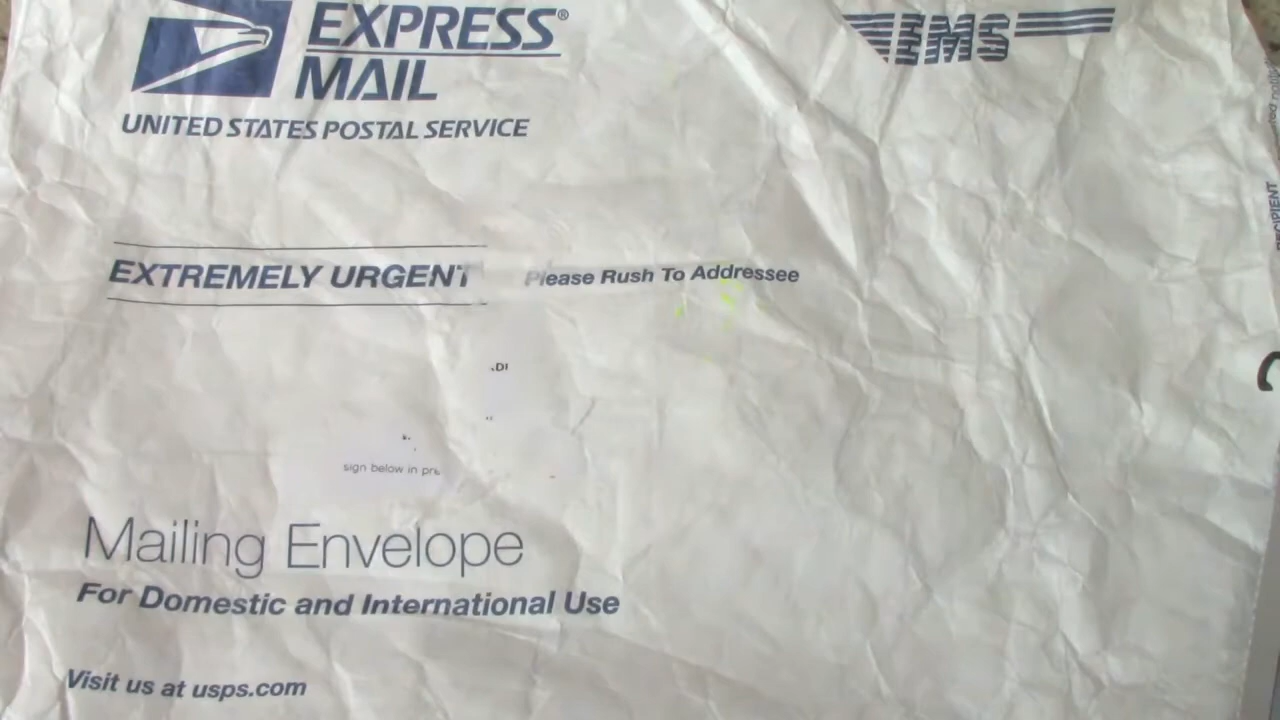 EXPRESS®
MAIL
UNITED STATES POSTAL SERVICE
EMS
EXTREMELY URGENT Please Rush To Addressee
sign below in
Mailing Envelope
For Domestic and International Use
Visit us at usps.com